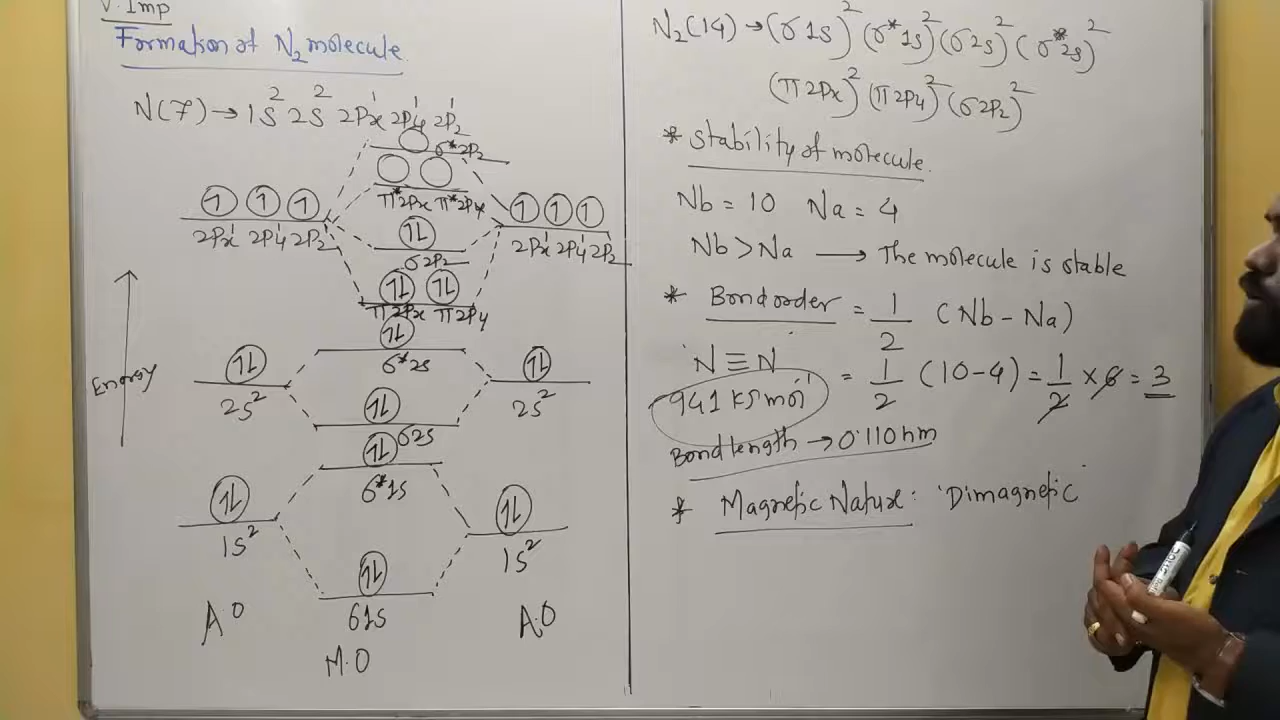 V. Imp
Formation of N₂ molecule.
N(7) → 1S² 2S² 2Px¹ 2Py¹ 2Pz¹
σ*2Pz
π*2Px π*2Py
2Px¹ 2Py¹ 2Pz¹
σ2Pz
2Px¹ 2Py¹ 2Pz¹
π2Px π2Py
σ*2s
Energy
2S²
2S²
σ2s
σ*1s
1S²
1S²
σ1s
A.O
A.O
M.O
N₂(14) → (σ1s)² (σ*1s)² (σ2s)² (σ*2s)²
(π2Px)² (π2Py)² (σ2Pz)²
* Stability of molecule.
Nb = 10 Na = 4
Nb > Na → The molecule is stable
* Bond order = 1/2 (Nb - Na)
N ≡ N
= 1/2 (10-4) = 1/2 × 6 = 3
941 KJ mol⁻¹
Bond length → 0.110nm
* Magnetic Nature: Dimagnetic